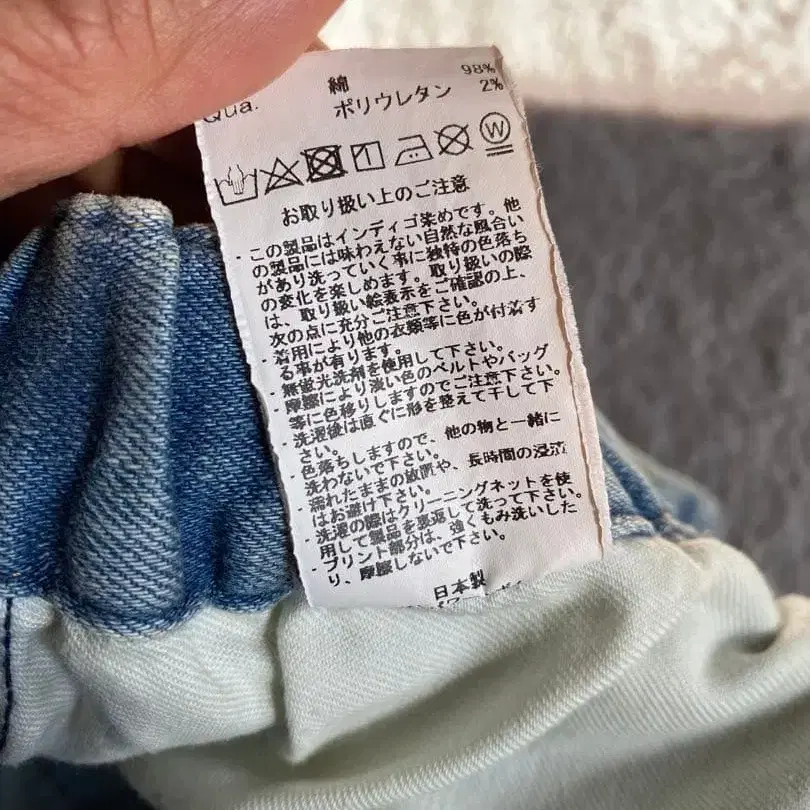 綿 98%
Qua. ポリウレタン 2%
W
お取り扱い上のご注意
・この製品はインディゴ染めです。他
の製品には味わえない自然な風合い
があり洗っていく事に独特の色落ち
の変化を楽しめます。取り扱いの際
は、取り扱い絵表示をご確認の上、
次の点に充分ご注意下さい。
・着用により他の衣類等に色が付着す
る事が有ります。
・無蛍光洗剤を使用して下さい。
・摩擦により淡い色のベルトやバッグ
等に色移りしますのでご注意下さい。
・洗濯後は直ぐに形を整えて干して下
さい。
・色落ちしますので、他の物と一緒に
洗わないで下さい。
・濡れたままの放置や、長時間の浸漬
はお避け下さい。
・洗濯の際はクリーニングネットを使
用して製品を裏返して洗って下さい。
・プリント部分は、強くもみ洗いした
り、摩擦しないで下さい。
日本製